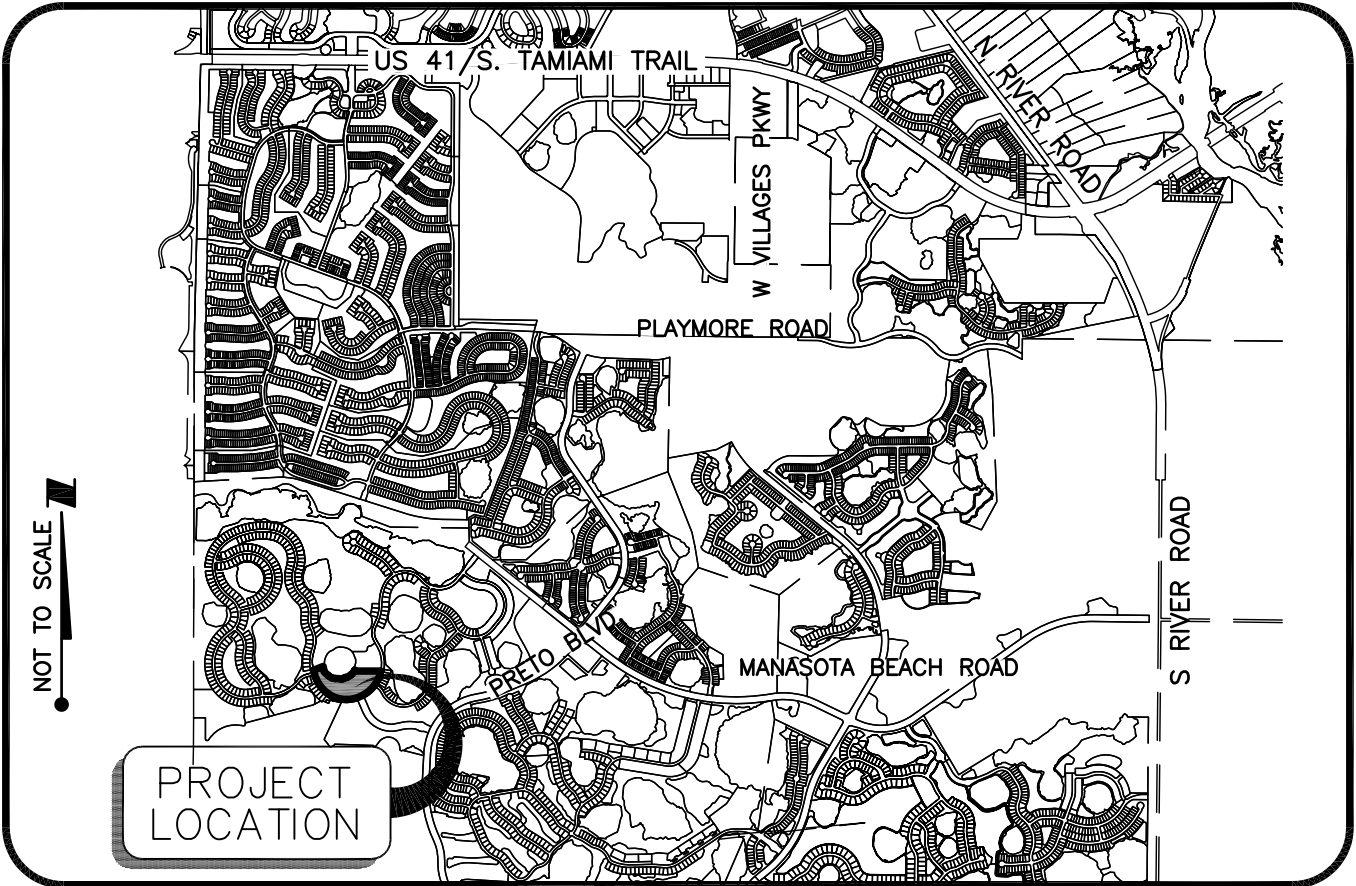 US 41/S. TAMIAMI TRAIL
N RIVER ROAD
W VILLAGES PKWY
PLAYMORE ROAD
N
NOT TO SCALE
S RIVER ROAD
PRETO BLVD.
MANASOTA BEACH ROAD
PROJECT
LOCATION